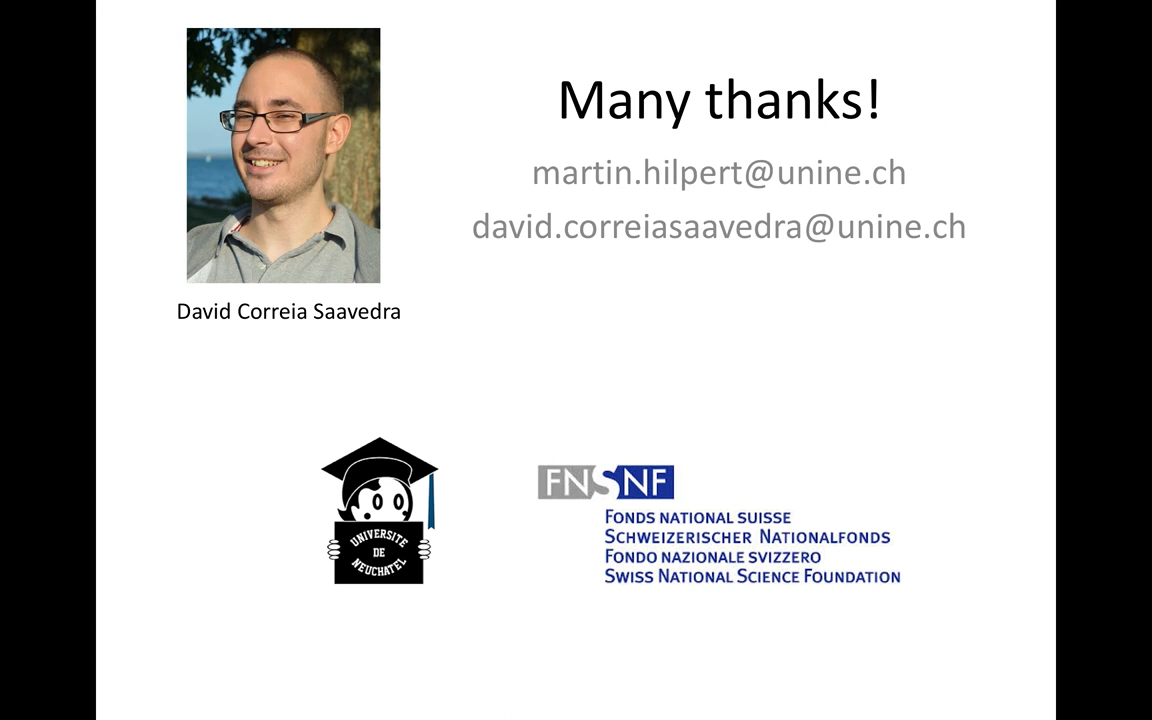 Many thanks!
martin.hilpert@unine.ch
david.correiasaavedra@unine.ch
David Correia Saavedra
UNIVERSITE
DE
NEUCHATEL
FNSNF
FONDS NATIONAL SUISSE
SCHWEIZERISCHER NATIONALFONDS
FONDO NAZIONALE SVIZZERO
SWISS NATIONAL SCIENCE FOUNDATION